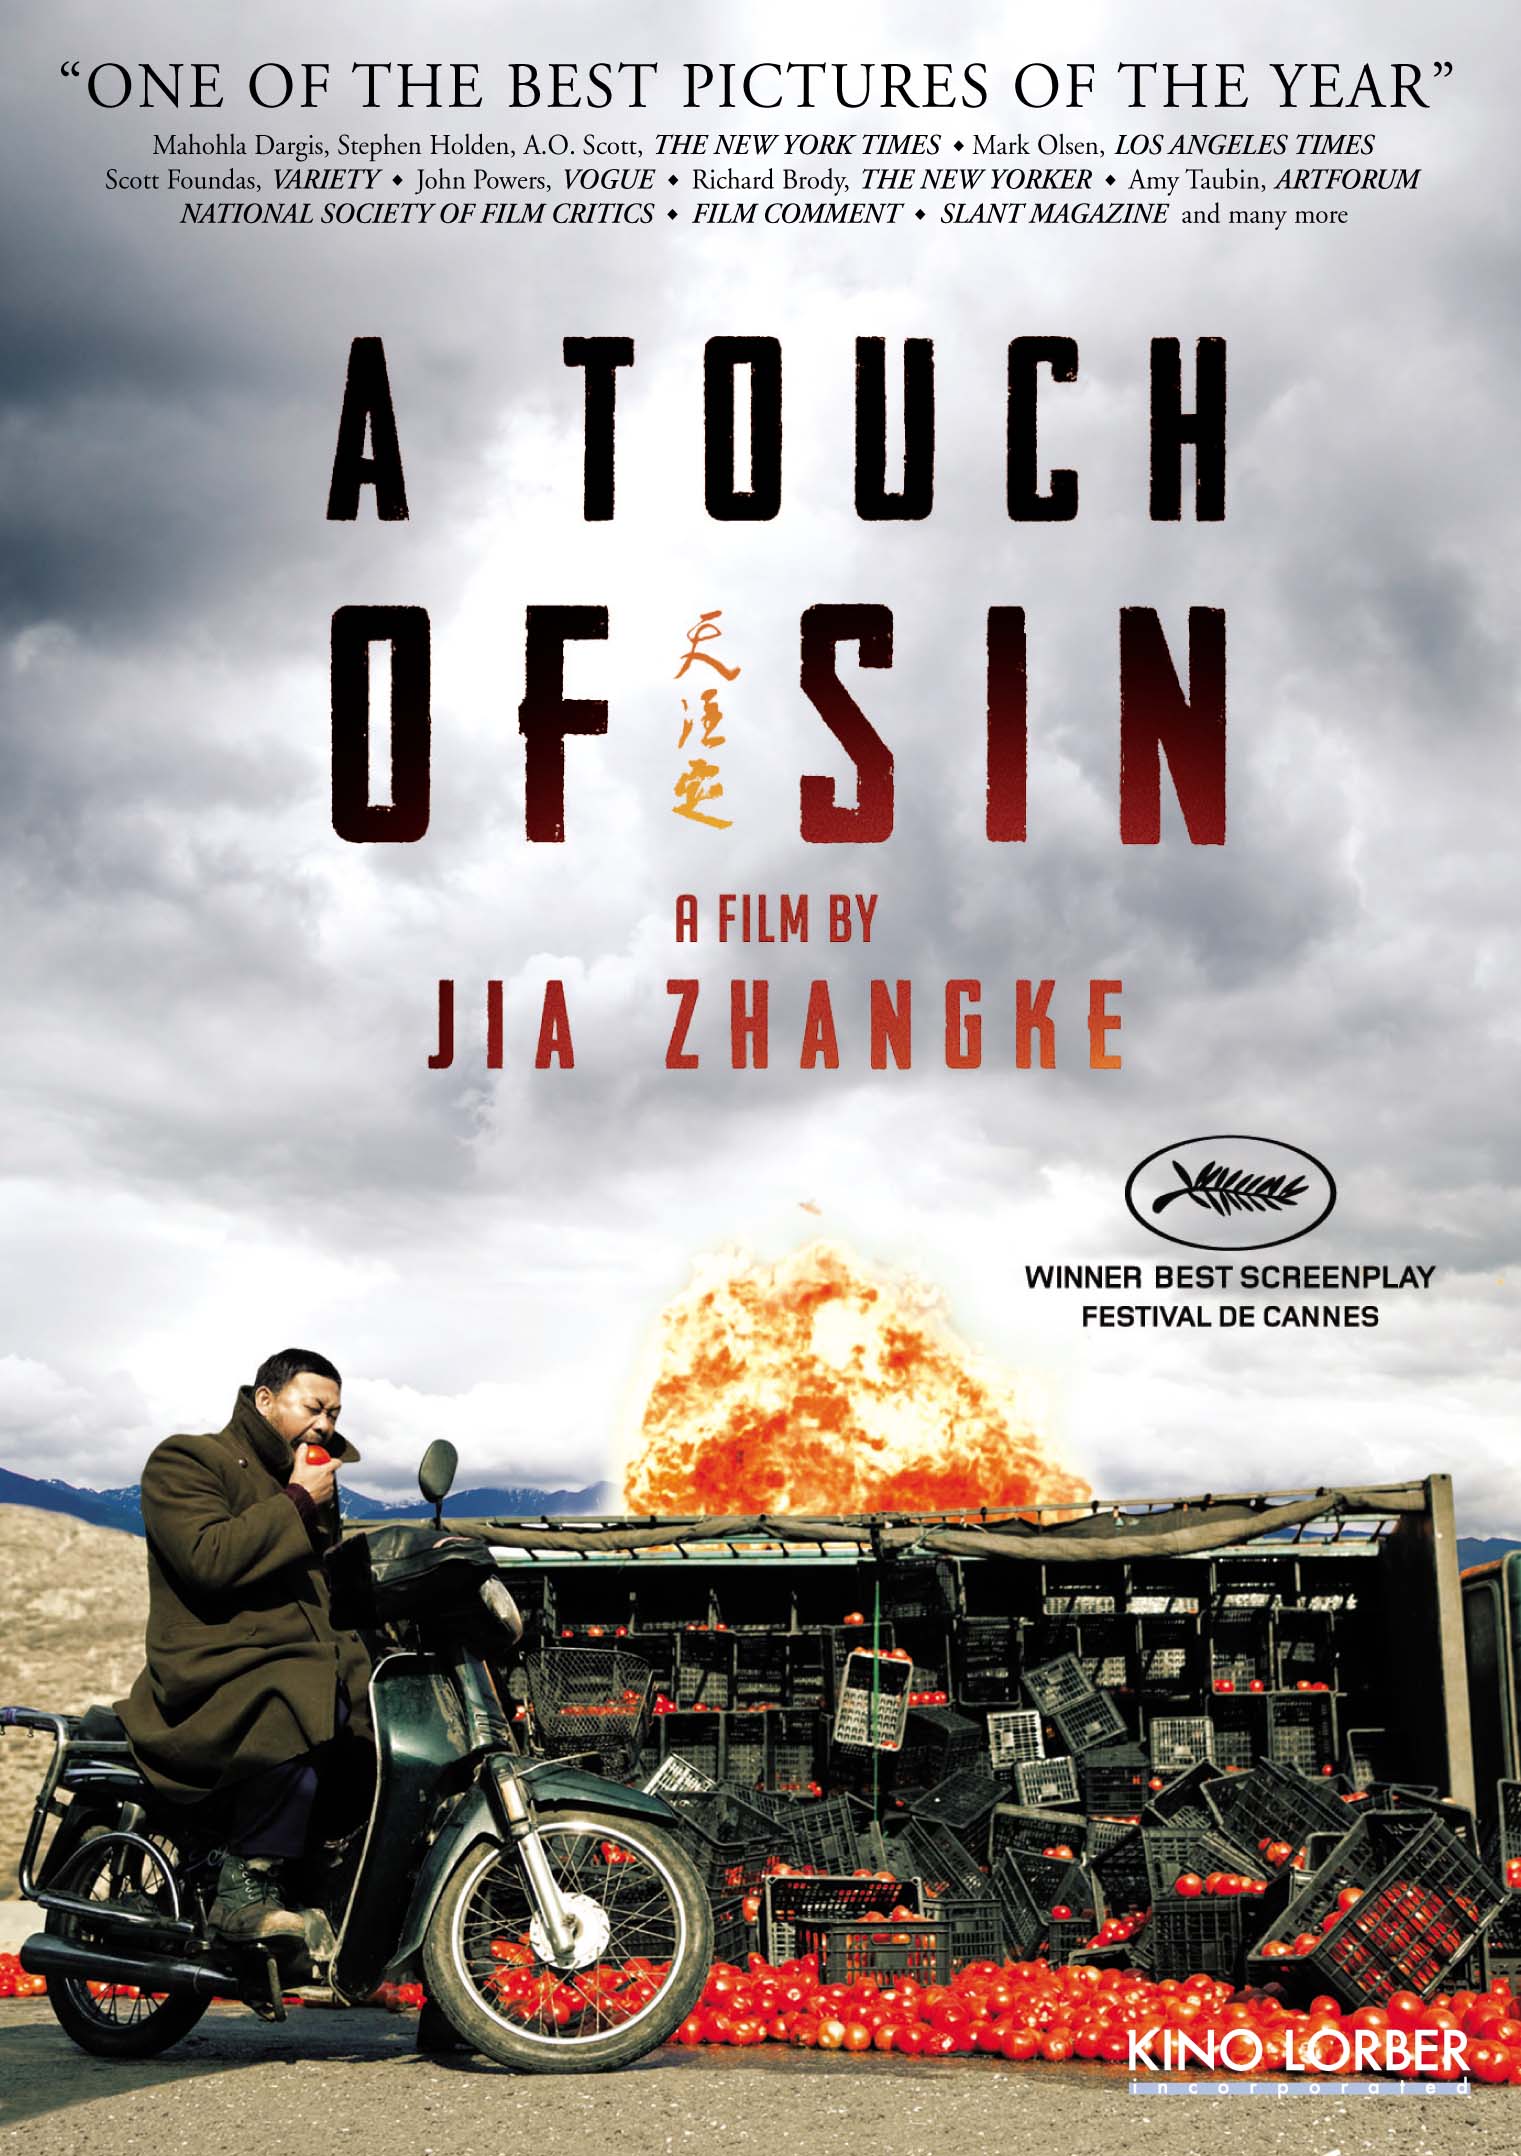 “ONE OF THE BEST PICTURES OF THE YEAR”
Mahohla Dargis, Stephen Holden, A.O. Scott, THE NEW YORK TIMES ◆ Mark Olsen, LOS ANGELES TIMES
Scott Foundas, VARIETY ◆ John Powers, VOGUE ◆ Richard Brody, THE NEW YORKER ◆ Amy Taubin, ARTFORUM
NATIONAL SOCIETY OF FILM CRITICS ◆ FILM COMMENT ◆ SLANT MAGAZINE and many more
A TOUCH
OF SIN
天注定
A FILM BY
JIA ZHANGKE
WINNER BEST SCREENPLAY
FESTIVAL DE CANNES
KINO LORBER
incorporated